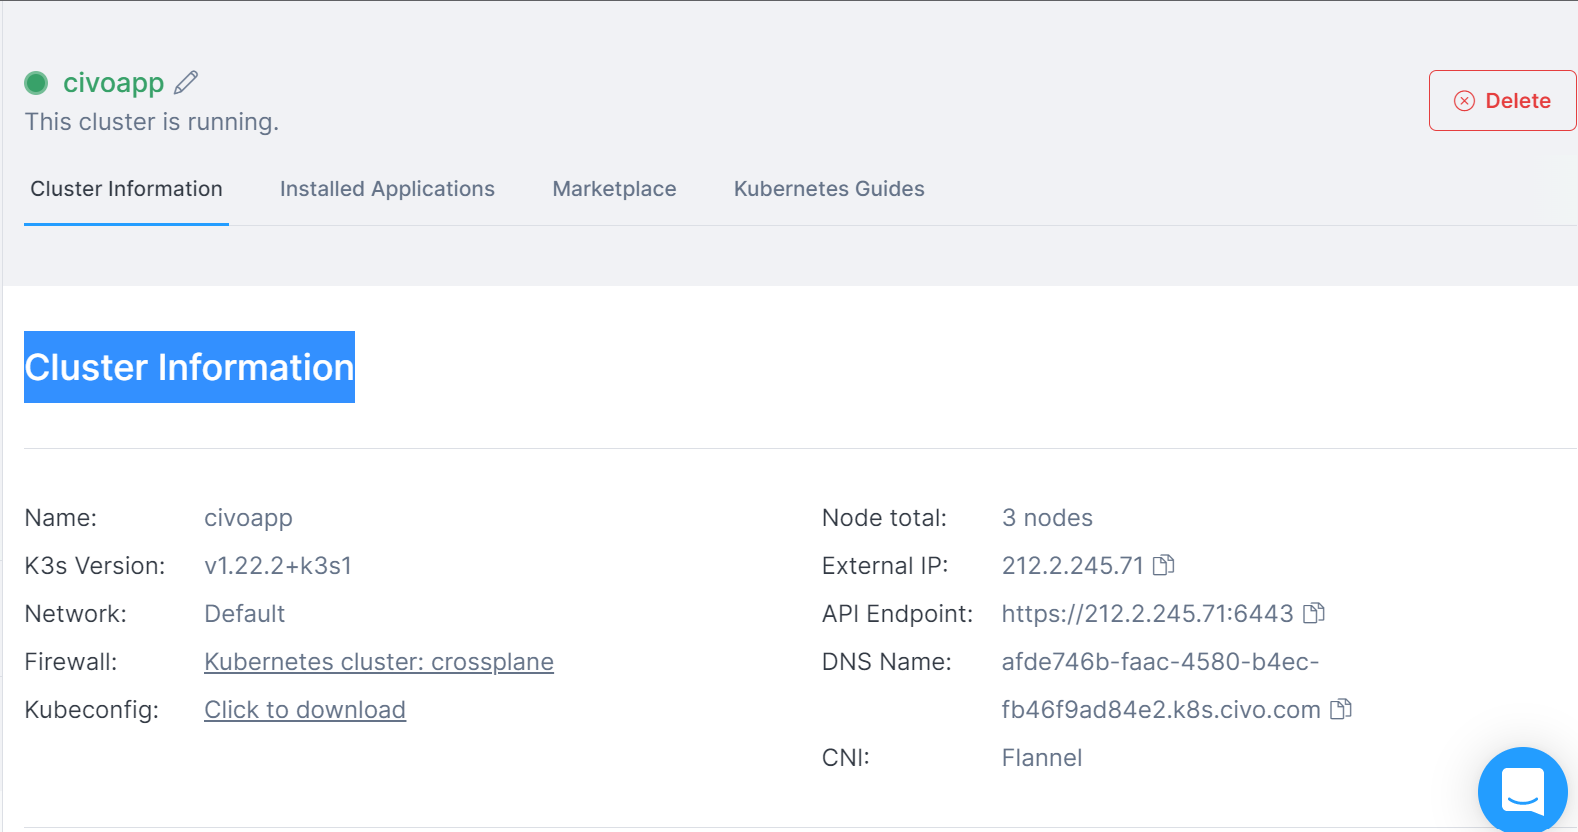 civoapp
This cluster is running.
Delete
Cluster Information
Installed Applications
Marketplace
Kubernetes Guides
Cluster Information
Name: civoapp
K3s Version: v1.22.2+k3s1
Network: Default
Firewall: Kubernetes cluster: crossplane
Kubeconfig: Click to download
Node total: 3 nodes
External IP: 212.2.245.71
API Endpoint: https://212.2.245.71:6443
DNS Name: afde746b-faac-4580-b4ec-
fb46f9ad84e2.k8s.civo.com
CNI: Flannel